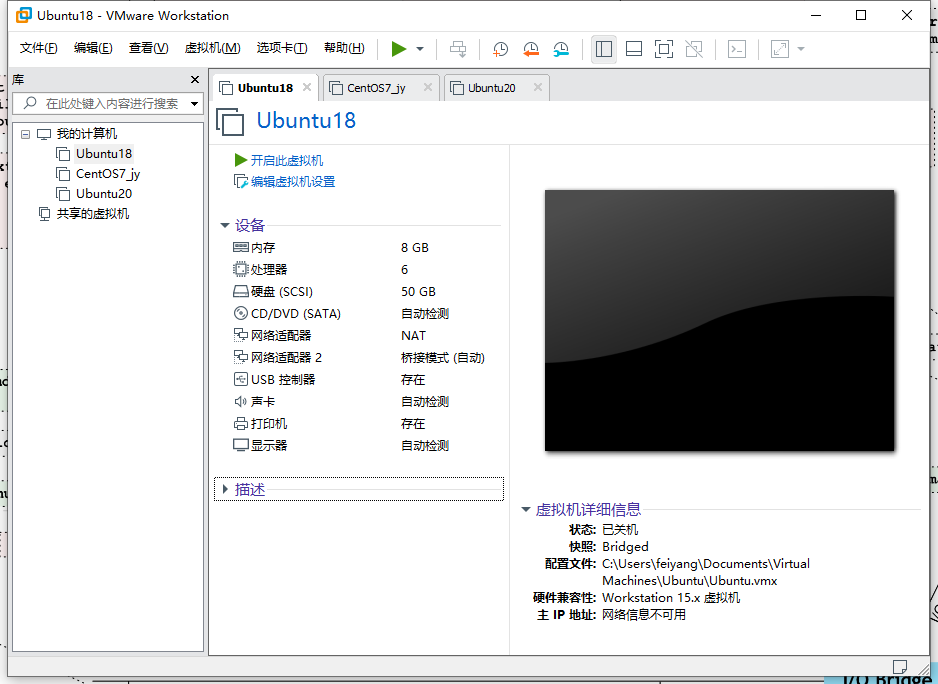 Ubuntu18 - VMware Workstation
文件(F) 编辑(E) 查看(V) 虚拟机(M) 选项卡(T) 帮助(H)
库
在此处键入内容进行搜索
我的计算机
Ubuntu18
CentOS7_jy
Ubuntu20
共享的虚拟机
Ubuntu18 CentOS7_jy Ubuntu20
Ubuntu18
开启此虚拟机
编辑虚拟机设置
设备
内存 8 GB
处理器 6
硬盘 (SCSI) 50 GB
CD/DVD (SATA) 自动检测
网络适配器 NAT
网络适配器 2 桥接模式 (自动)
USB 控制器 存在
声卡 自动检测
打印机 存在
显示器 自动检测
描述
虚拟机详细信息
状态: 已关机
快照: Bridged
配置文件: C:\Users\feiyang\Documents\Virtual
Machines\Ubuntu\Ubuntu.vmx
硬件兼容性: Workstation 15.x 虚拟机
主 IP 地址: 网络信息不可用
I/O Bridge